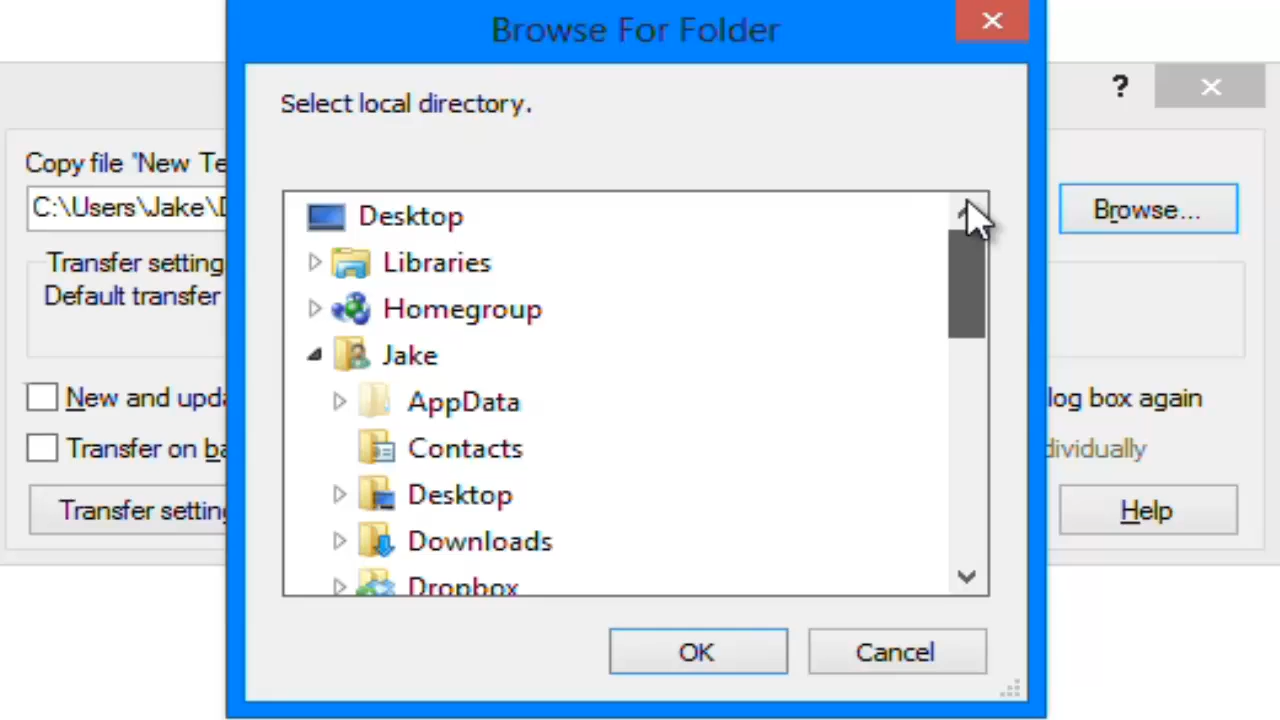 Browse For Folder
Select local directory.
?
Copy file "New Te
C:\Users\Jake\D
Browse...
Transfer setting
Default transfer
Desktop
Libraries
Homegroup
Jake
AppData
Contacts
Desktop
Downloads
Dropbox
New and upda
log box again
Transfer on ba
dividually
Transfer setting
Help
OK
Cancel